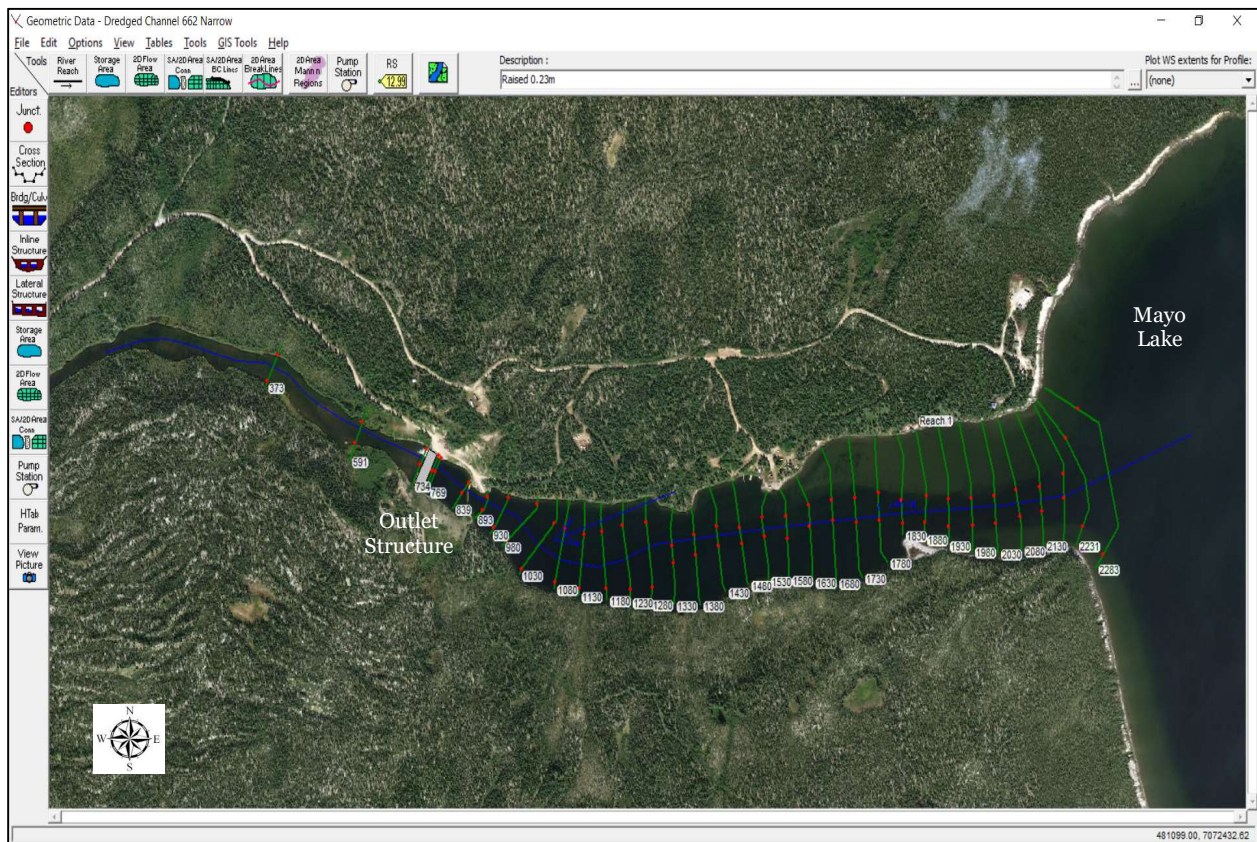 Geometric Data - Dredged Channel 662 Narrow
File Edit Options View Tables Tools GIS Tools Help
Tools
Editors
River
Reach
Storage
Area
2D Flow
Area
SA/2D Area
Conn
SA/2D Area
BC Lines
2D Area
BreakLines
2D Area
Mann n
Regions
Pump
Station
RS
12.99
Description :
Raised 0.23m
...
Plot WS extents for Profile:
(none)
Junct.
Cross
Section
Brdg/Culv
Inline
Structure
Lateral
Structure
Storage
Area
2D Flow
Area
SA/2D Area
Conn
Pump
Station
HTab
Param.
View
Picture
Mayo
Lake
Reach 1
373
591
734
769
839
893
930
980
Outlet
Structure
1030
1080
1130
1180
1230
1280
1330
1380
1430
1480
1530
1580
1630
1680
1730
1780
1830
1880
1930
1980
2030
2080
2130
2231
2283
N
W E
S
481099.00, 7072432.62